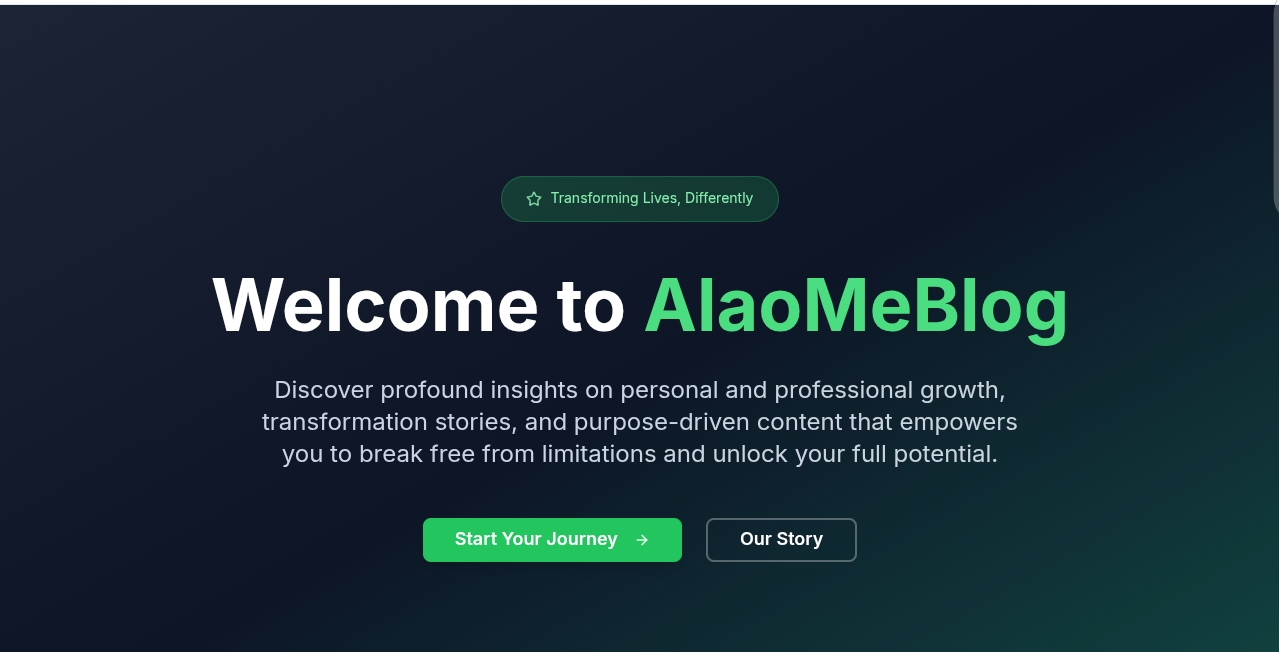 Transforming Lives, Differently
Welcome to AlaoMeBlog
Discover profound insights on personal and professional growth,
transformation stories, and purpose-driven content that empowers
you to break free from limitations and unlock your full potential.
Start Your Journey →
Our Story